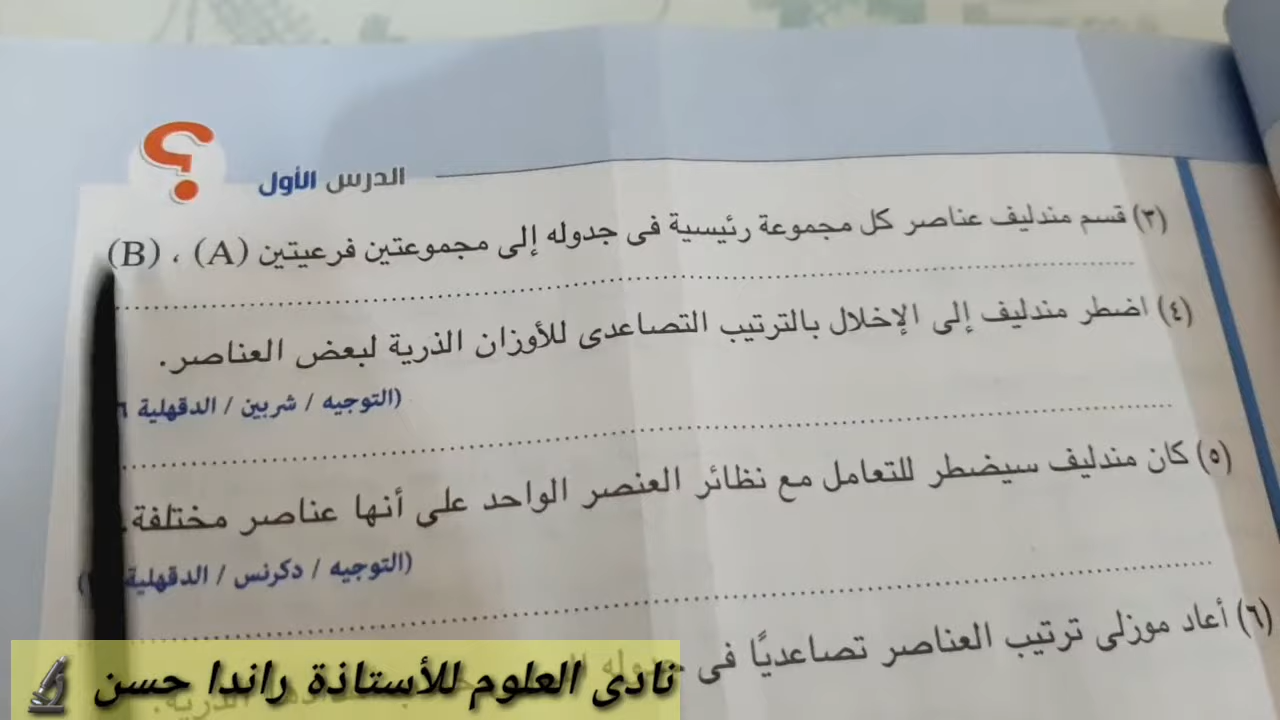 ؟
الدرس الأول
(٣) قسم مندليف عناصر كل مجموعة رئيسية فى جدوله إلى مجموعتين فرعيتين (A) ، (B)
(٤) اضطر مندليف إلى الإخلال بالترتيب التصاعدى للأوزان الذرية لبعض العناصر.
(التوجيه / شربين / الدقهلية
(٥) كان مندليف سيضطر للتعامل مع نظائر العنصر الواحد على أنها عناصر مختلفة.
(التوجيه / دكرنس / الدقهلية
(٦) أعاد موزلى ترتيب العناصر تصاعديًا فى
نادى العلوم للأستاذة راندا حسن